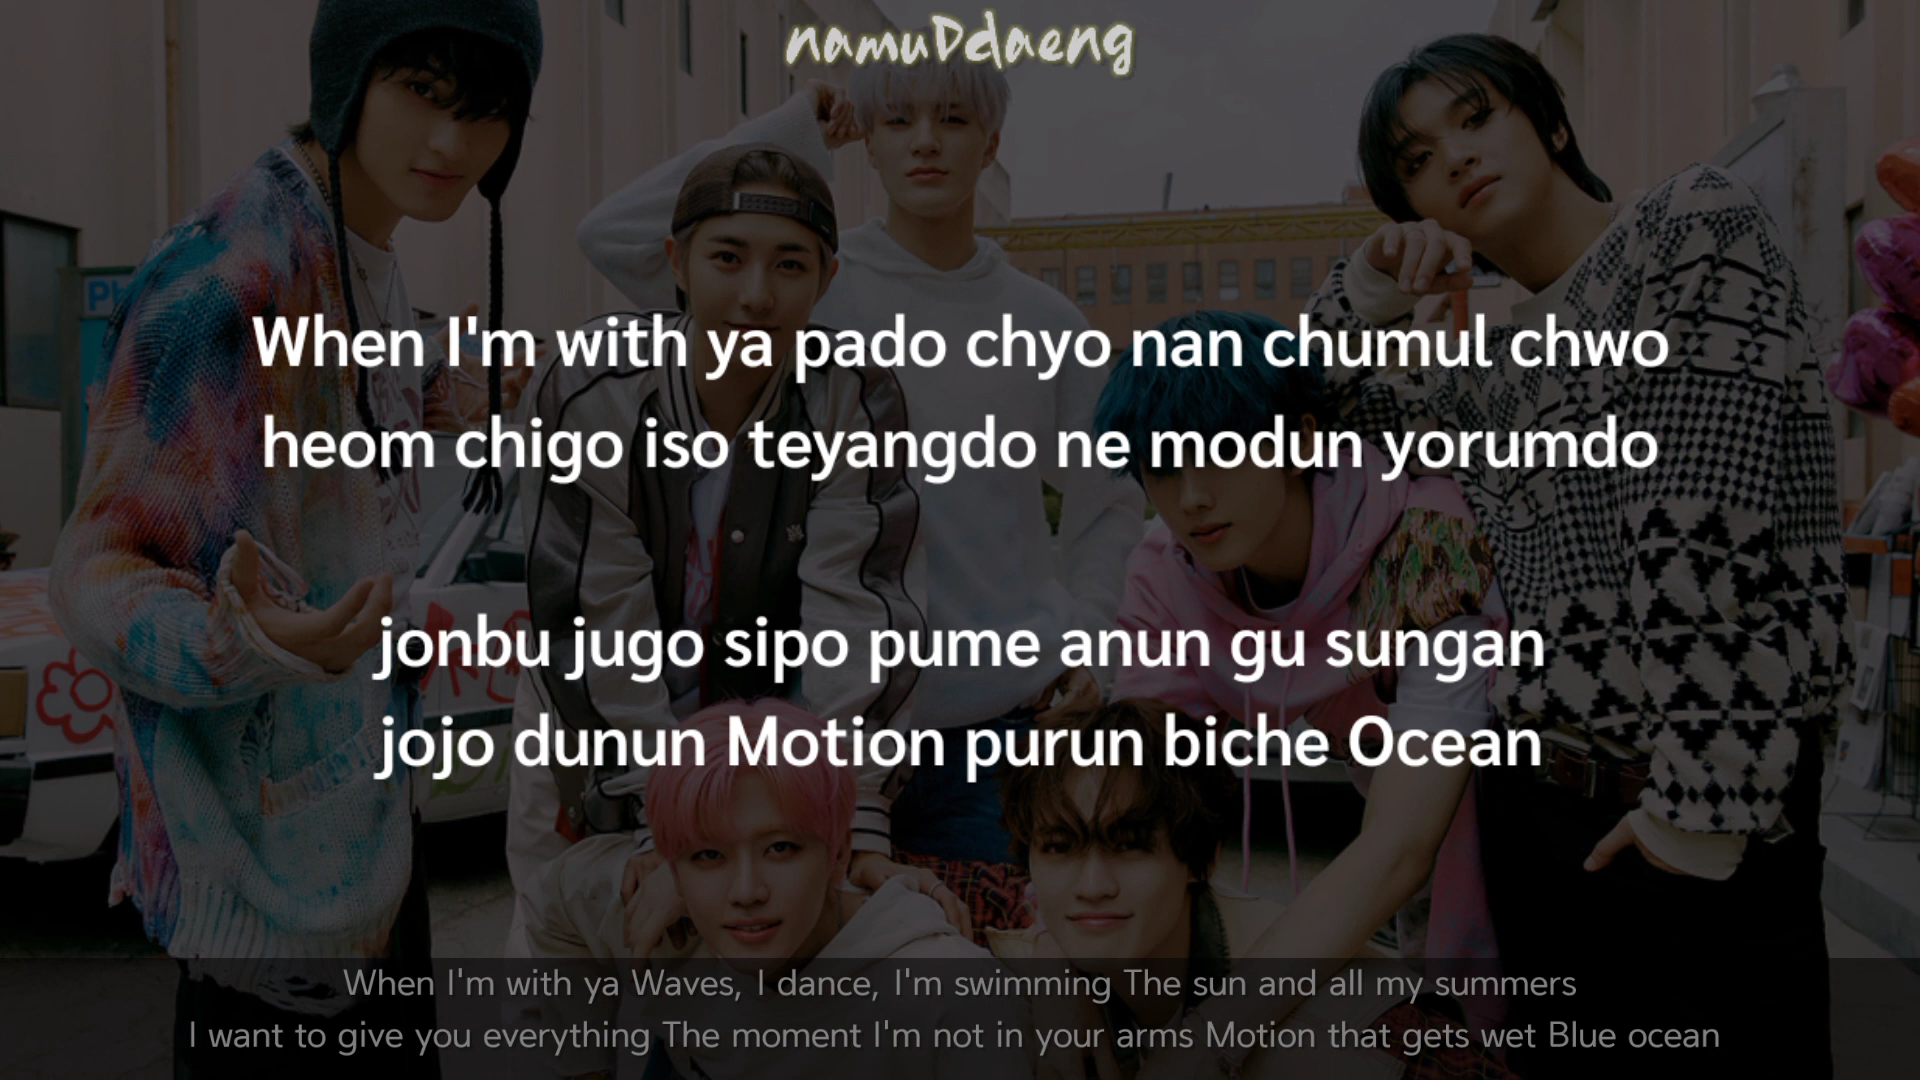 namuDdaeng
When I'm with ya pado chyo nan chumul chwo
heom chigo iso teyangdo ne modun yorumdo
jonbu jugo sipo pume anun gu sungan
jojo dunun Motion purun biche Ocean
When I'm with ya Waves, I dance, I'm swimming The sun and all my summers
I want to give you everything The moment I'm not in your arms Motion that gets wet Blue ocean